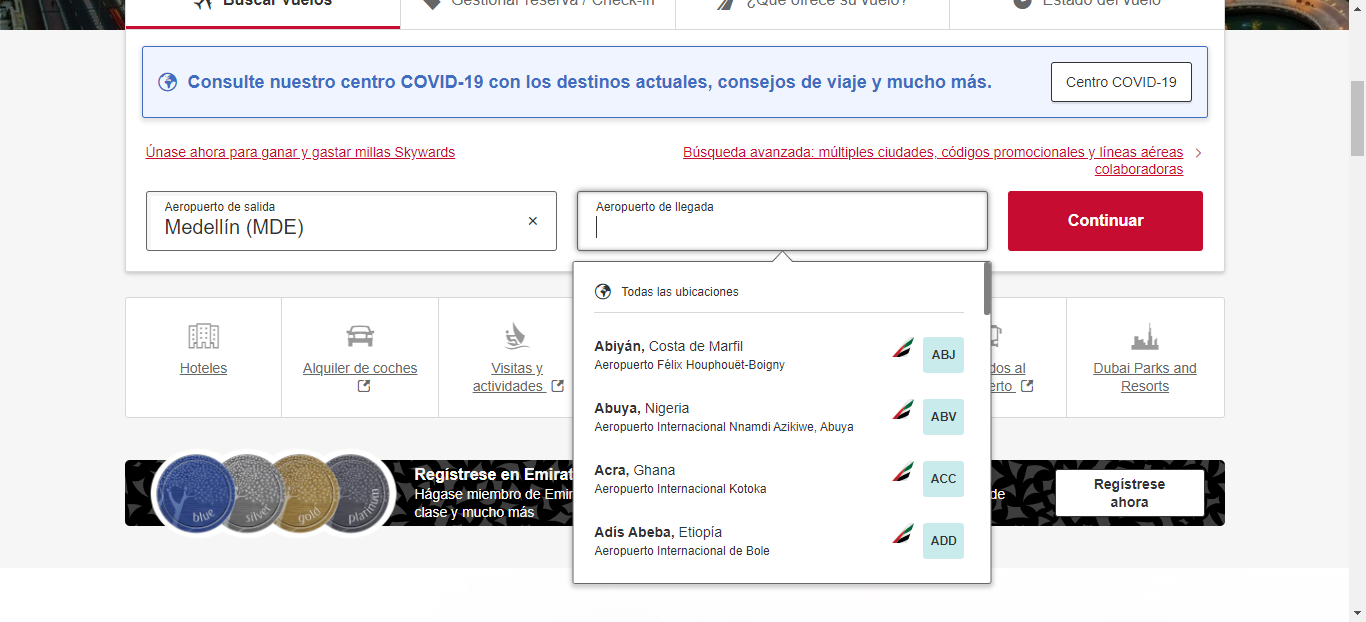 Buscar vuelos
Gestionar reserva / Check-in
¿Qué ofrece su vuelo?
Estado del vuelo
Consulte nuestro centro COVID-19 con los destinos actuales, consejos de viaje y mucho más.
Centro COVID-19
Únase ahora para ganar y gastar millas Skywards
Búsqueda avanzada: múltiples ciudades, códigos promocionales y líneas aéreas
colaboradoras
Aeropuerto de salida
Medellín (MDE)
Aeropuerto de llegada
Continuar
Todas las ubicaciones
Abiyán, Costa de Marfil
Aeropuerto Félix Houphouët-Boigny
ABJ
Abuya, Nigeria
Aeropuerto Internacional Nnamdi Azikiwe, Abuya
ABV
Acra, Ghana
Aeropuerto Internacional Kotoka
ACC
Adís Abeba, Etiopía
Aeropuerto Internacional de Bole
ADD
Hoteles
Alquiler de coches
Visitas y
actividades
dos al
erto
Dubai Parks and
Resorts
blue
silver
gold
platinum
Regístrese en Emirat
Hágase miembro de Emir
de
clase y mucho más
Regístrese
ahora